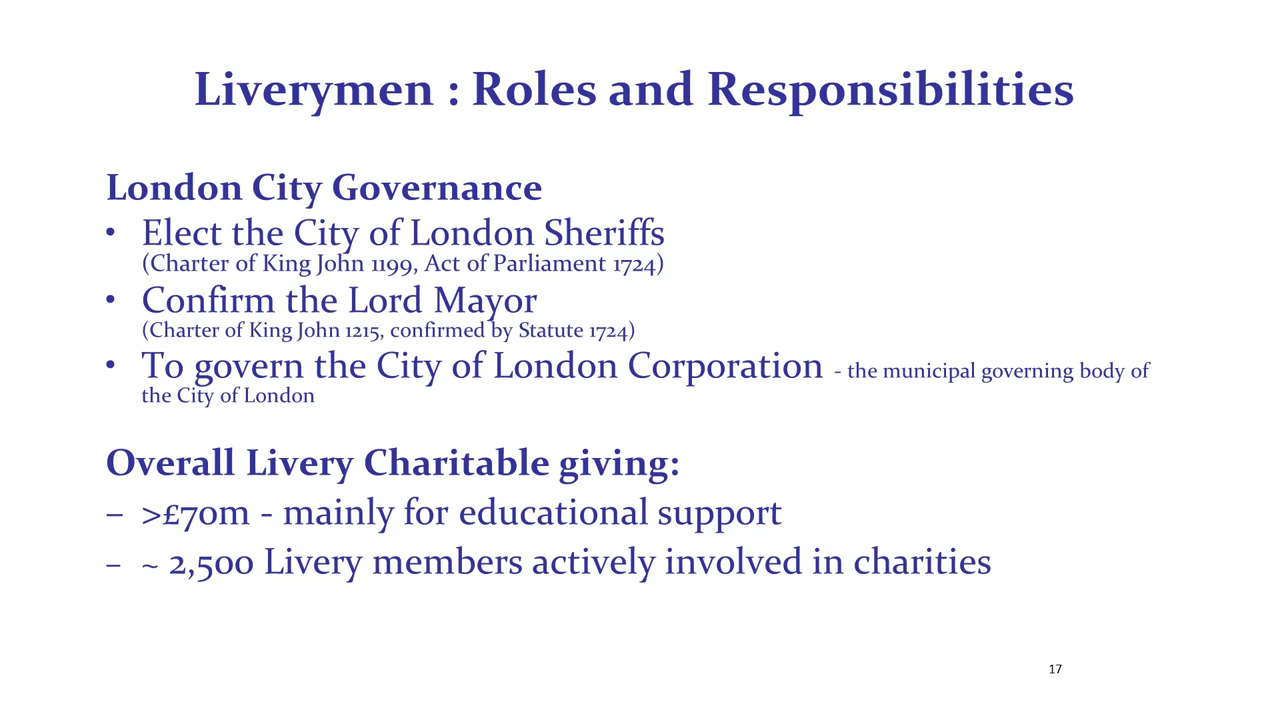 Liverymen : Roles and Responsibilities
London City Governance
• Elect the City of London Sheriffs
(Charter of King John 1199, Act of Parliament 1724)
• Confirm the Lord Mayor
(Charter of King John 1215, confirmed by Statute 1724)
• To govern the City of London Corporation - the municipal governing body of
the City of London
Overall Livery Charitable giving:
– >£70m - mainly for educational support
– ~ 2,500 Livery members actively involved in charities
17